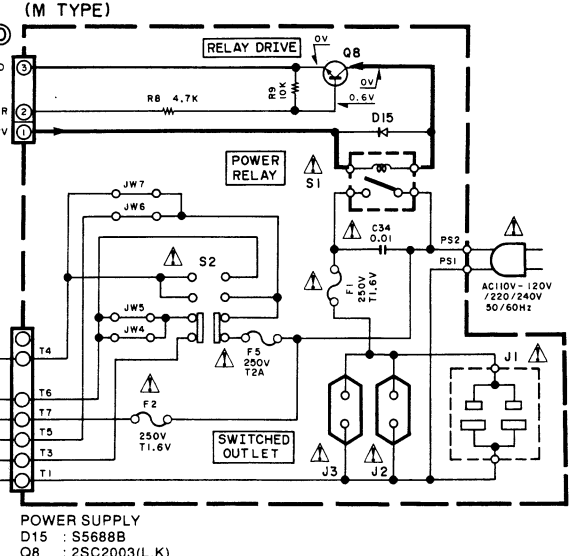 (M TYPE)
RELAY DRIVE
0V
Q8
3
R9
10K
0V
R8 4.7K
0.6V
R
2
V
1
D15
POWER
RELAY
S1
JW7
JW6
C34
0.01
PS2
PS1
S2
F1
250V
T1.6V
AC110V-120V
/220/240V
50/60Hz
JW5
JW4
F5
250V
T2A
T4
J1
T6
F2
T7
250V
T1.6V
T5
SWITCHED
OUTLET
T3
J3
J2
T1
POWER SUPPLY
D15 : S5688B
Q8 : 2SC2003(L,K)